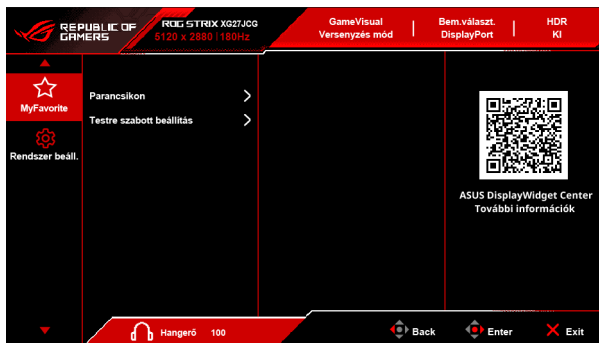 REPUBLIC OF
GAMERS
ROG STRIX XG27JCG
5120 x 2880 | 180Hz
GameVisual
Versenyzés mód
Bem.választ.
DisplayPort
HDR
KI
MyFavorite
Rendszer beáll.
Parancsikon
Testre szabott beállítás
ASUS DisplayWidget Center
További információk
Hangerő 100
Back
Enter
Exit